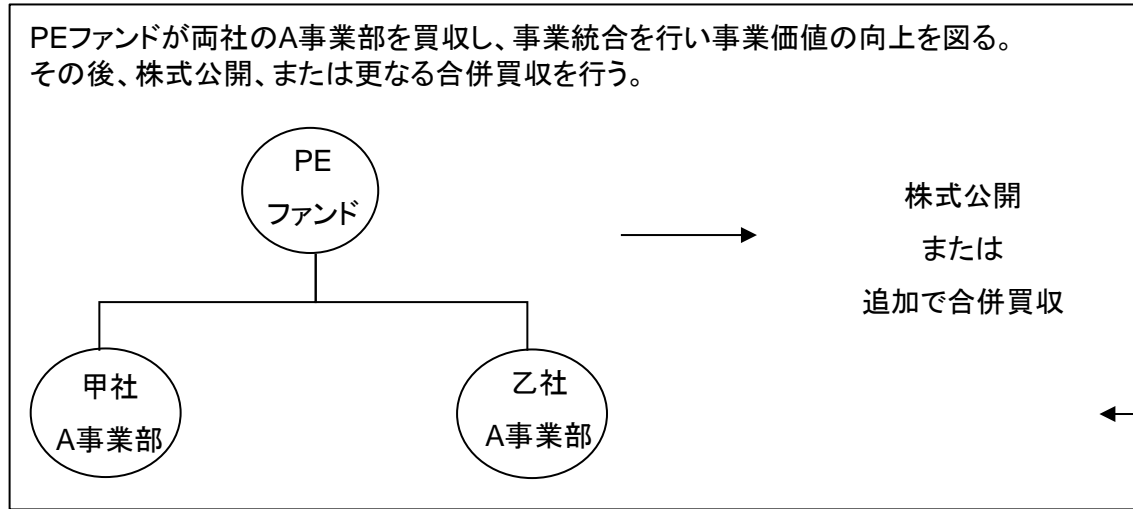 PEファンドが両社のA事業部を買収し、事業統合を行い事業価値の向上を図る。
その後、株式公開、または更なる合併買収を行う。
PE
ファンド
株式公開
または
追加で合併買収
甲社
A事業部
乙社
A事業部